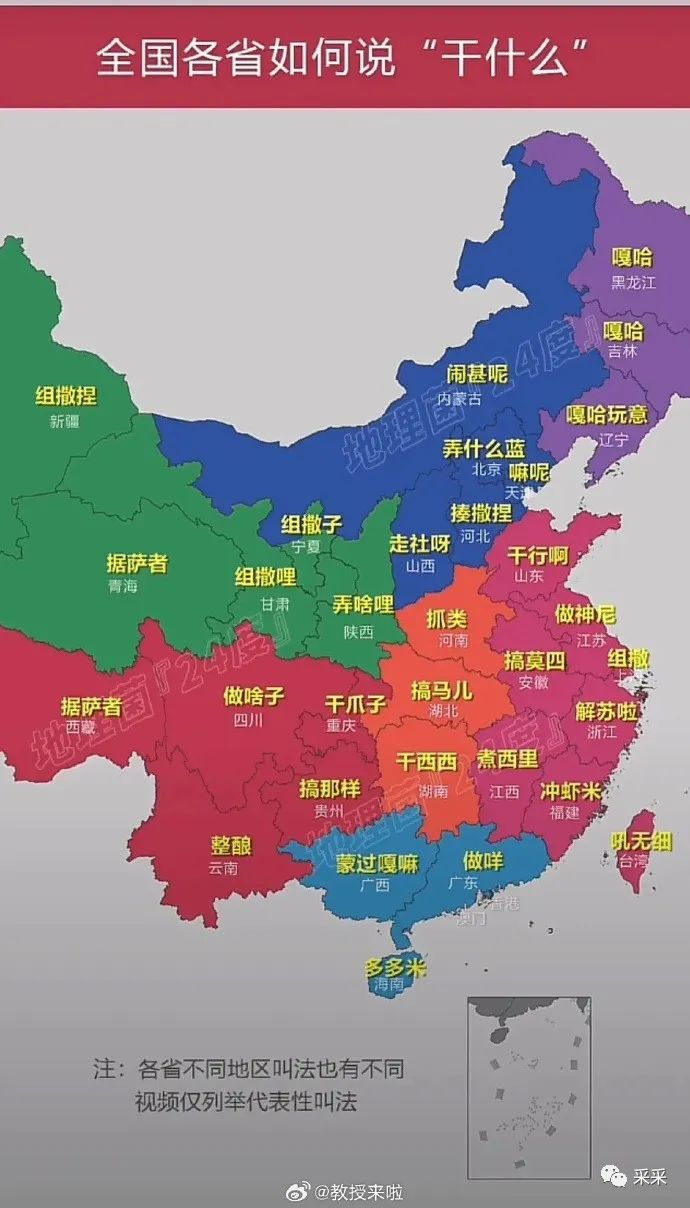 全国各省如何说“干什么”
嘎哈
黑龙江
嘎哈
吉林
闹甚呢
内蒙古
组撒捏
新疆
嘎哈玩意
辽宁
弄什么蓝
北京
嘛呢
天津
揍撒捏
河北
组撒子
宁夏
走社呀
山西
干行啊
山东
据萨者
青海
组撒哩
甘肃
弄啥哩
陕西
抓类
河南
做神尼
江苏
搞莫四
安徽
组撒
上海
据萨者
西藏
做啥子
四川
干爪子
重庆
搞马儿
湖北
解苏啦
浙江
搞那样
贵州
干西西
湖南
煮西里
江西
冲虾米
福建
整酿
云南
蒙过嘎嘛
广西
做咩
广东
香港
澳门
吼无细
台湾
多多米
海南
地理菌『24度』
地理菌『24度』
地理菌『24度』
注：各省不同地区叫法也有不同
视频仅列举代表性叫法
@教授来啦
采采